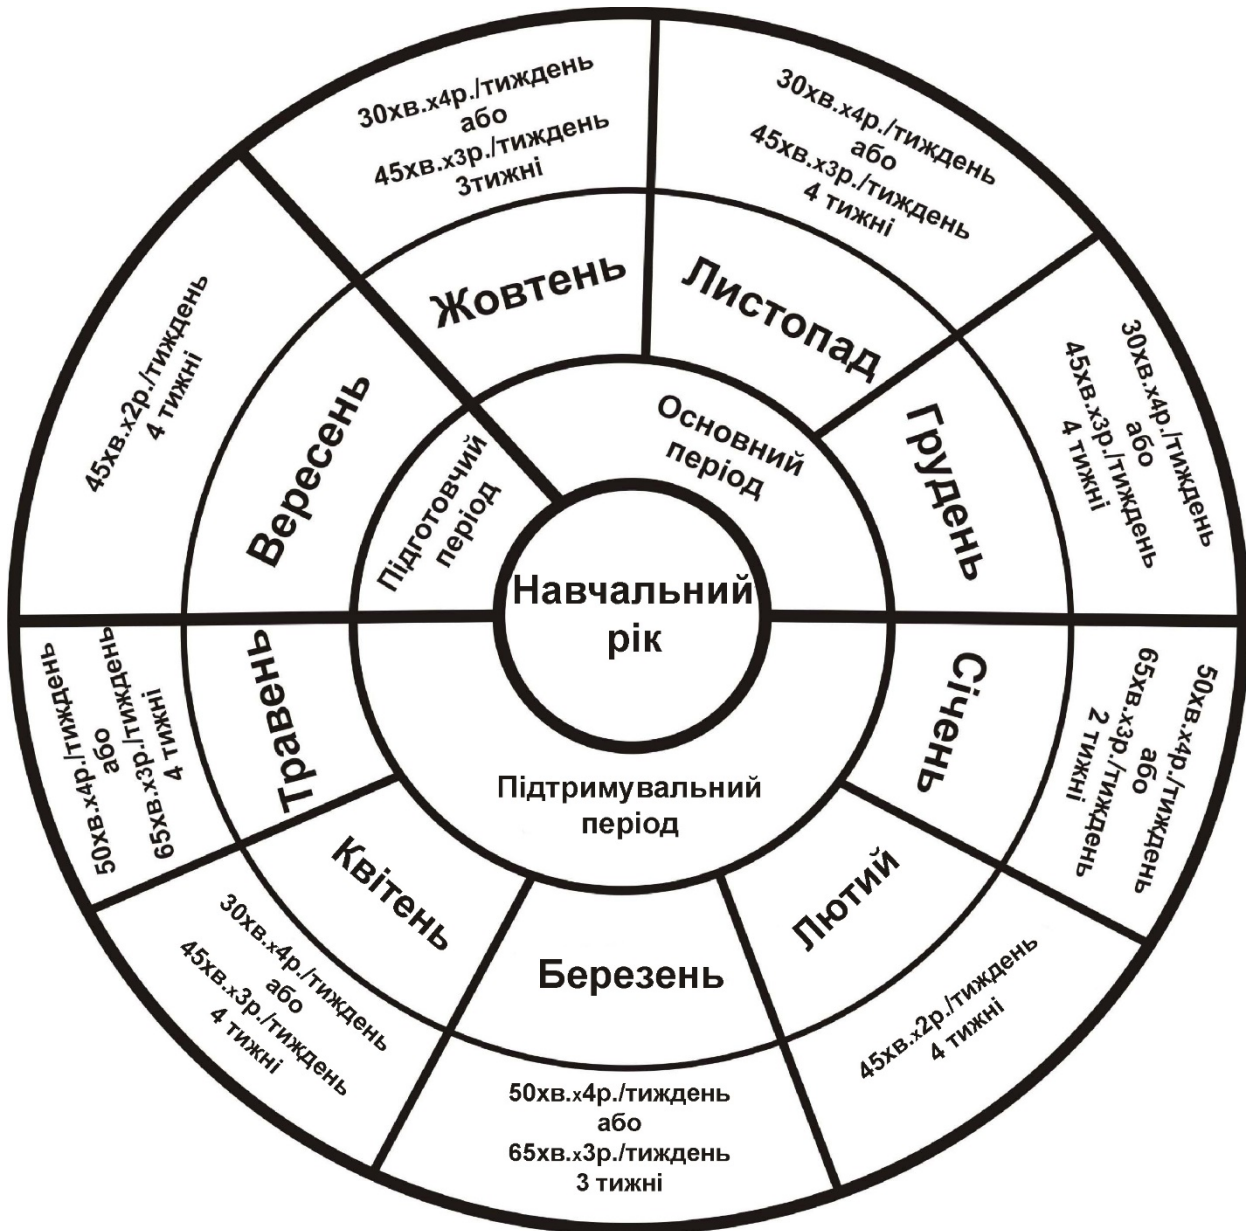 Навчальний
рік
Підготовчий
період
Основний
період
Підтримувальний
період
Вересень
45хв.х2р./тиждень
4 тижні
Жовтень
30хв.х4р./тиждень
або
45хв.х3р./тиждень
3тижні
Листопад
30хв.х4р./тиждень
або
45хв.х3р./тиждень
4 тижні
Грудень
30хв.х4р./тиждень
або
45хв.х3р./тиждень
4 тижні
Січень
50хв.х4р./тиждень
або
65хв.х3р./тиждень
2 тижні
Лютий
45хв.х2р./тиждень
4 тижні
Березень
50хв.х4р./тиждень
або
65хв.х3р./тиждень
3 тижні
Квітень
30хв.х4р./тиждень
або
45хв.х3р./тиждень
4 тижні
Травень
50хв.х4р./тиждень
або
65хв.х3р./тиждень
4 тижні